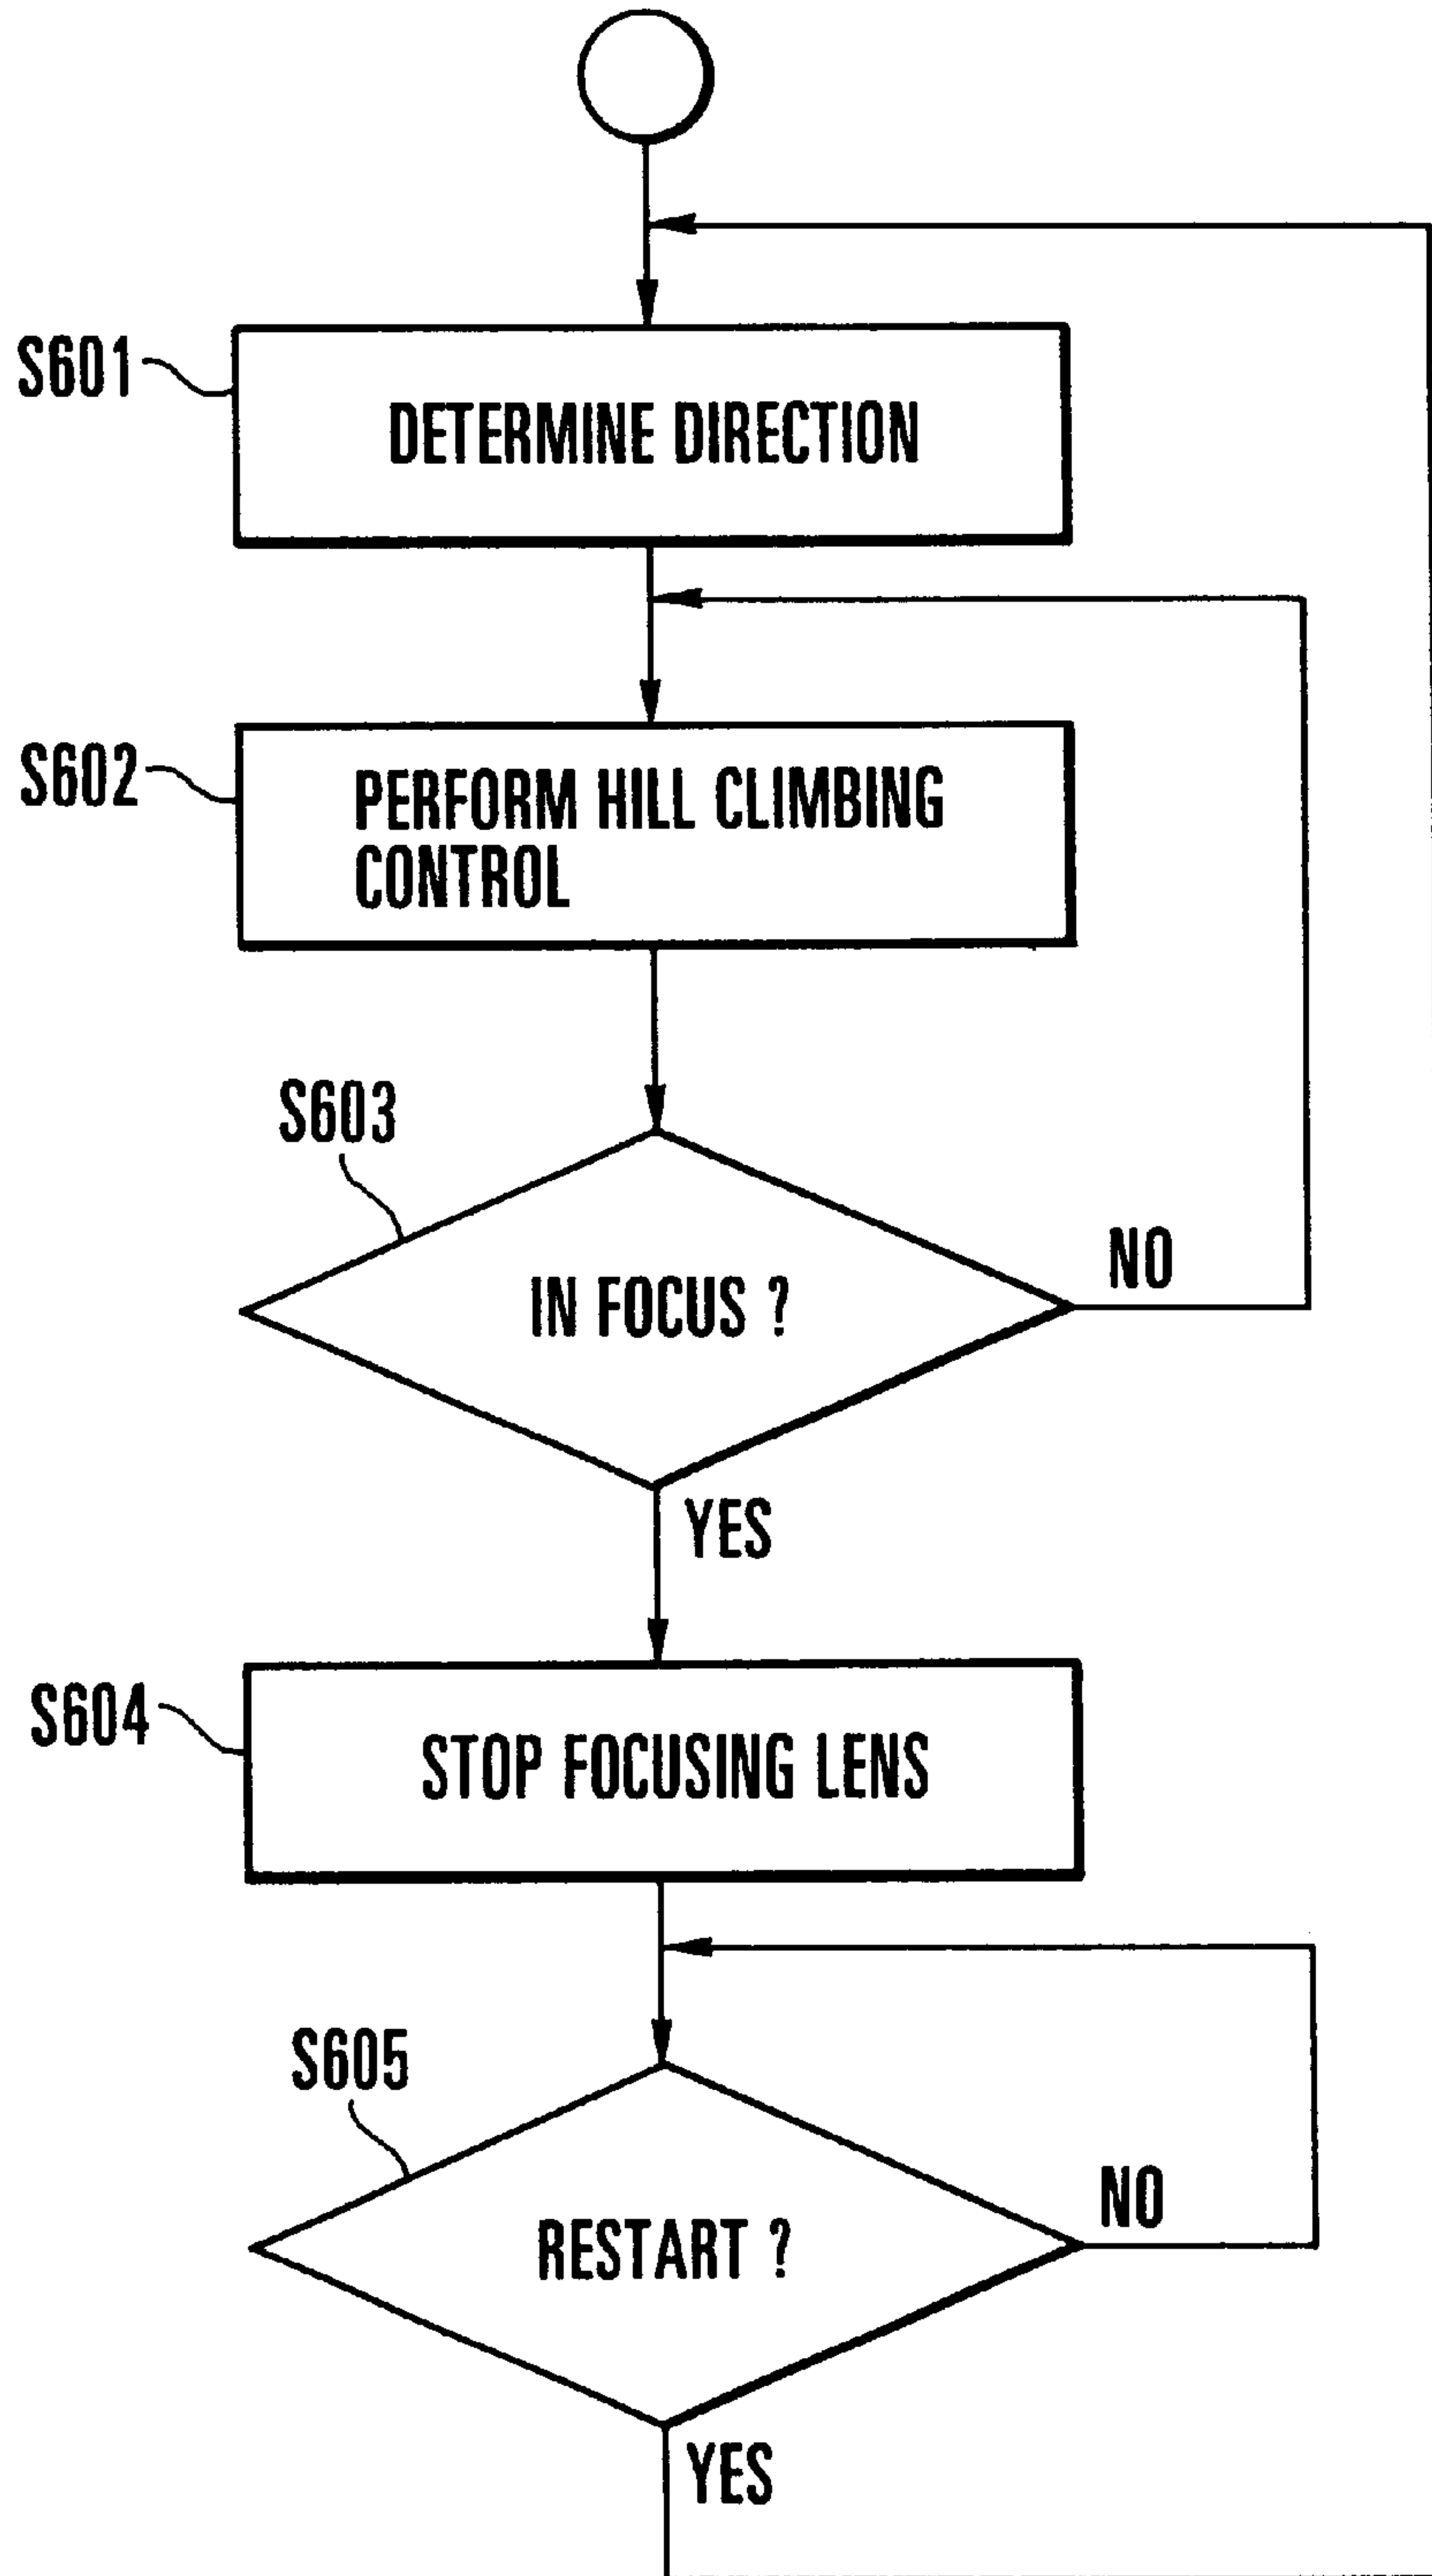 S601
DETERMINE DIRECTION
S602
PERFORM HILL CLIMBING
CONTROL
S603
IN FOCUS ?
NO
YES
S604
STOP FOCUSING LENS
S605
RESTART ?
NO
YES